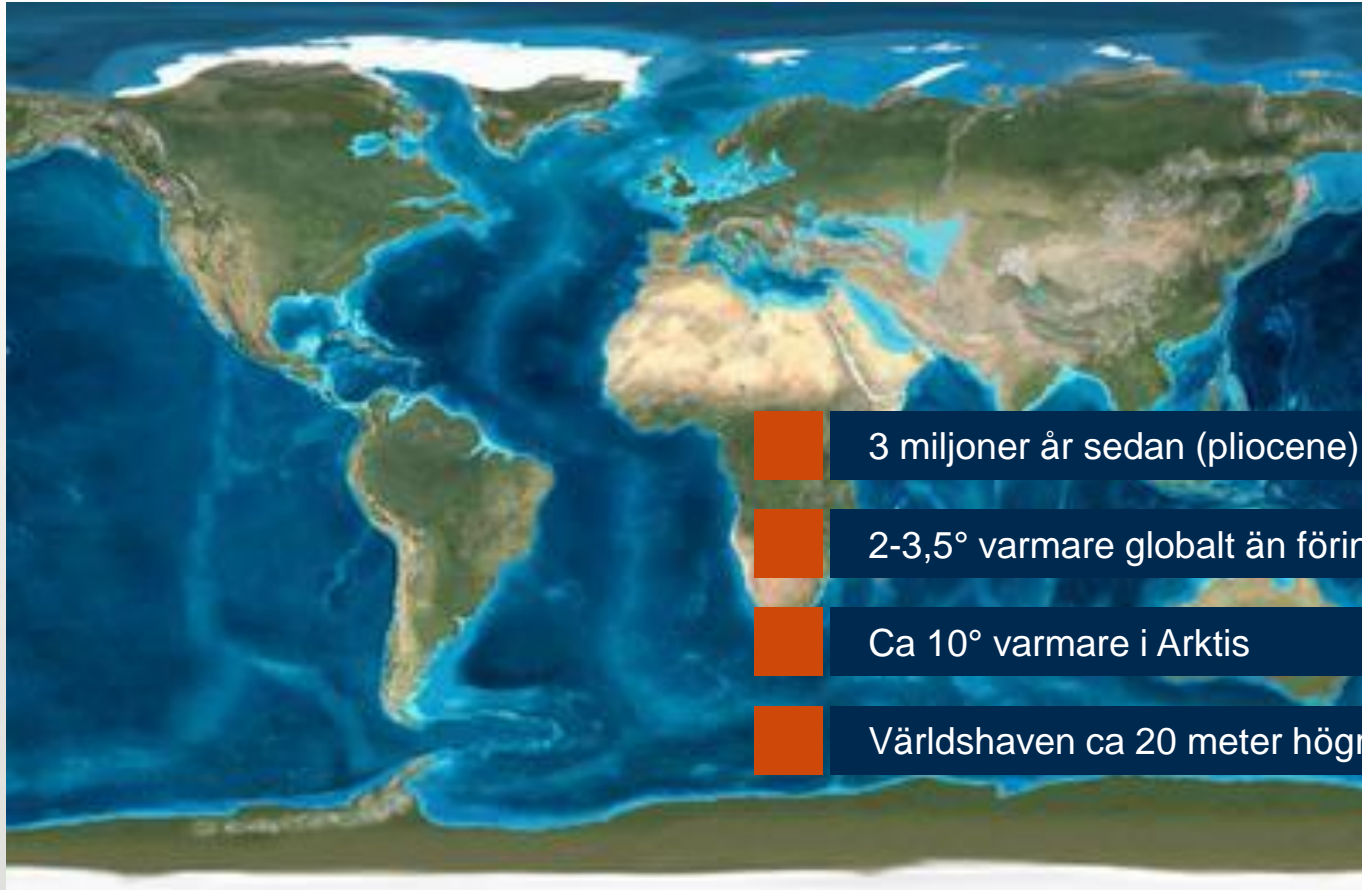 3 miljoner år sedan (pliocene)
2-3,5° varmare globalt än
Ca 10° varmare i Arktis
Världshaven ca 20 meter